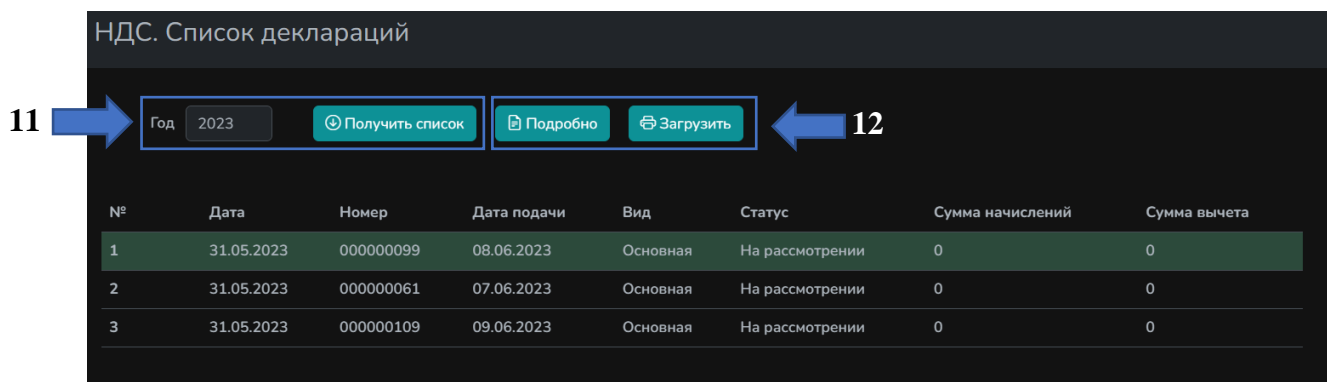 НДС. Список деклараций
11 Год 2023 Получить список Подробно Загрузить 12
№ Дата Номер Дата подачи Вид Статус Сумма начислений Сумма вычета
1 31.05.2023 000000099 08.06.2023 Основная На рассмотрении 0 0
2 31.05.2023 000000061 07.06.2023 Основная На рассмотрении 0 0
3 31.05.2023 000000109 09.06.2023 Основная На рассмотрении 0 0